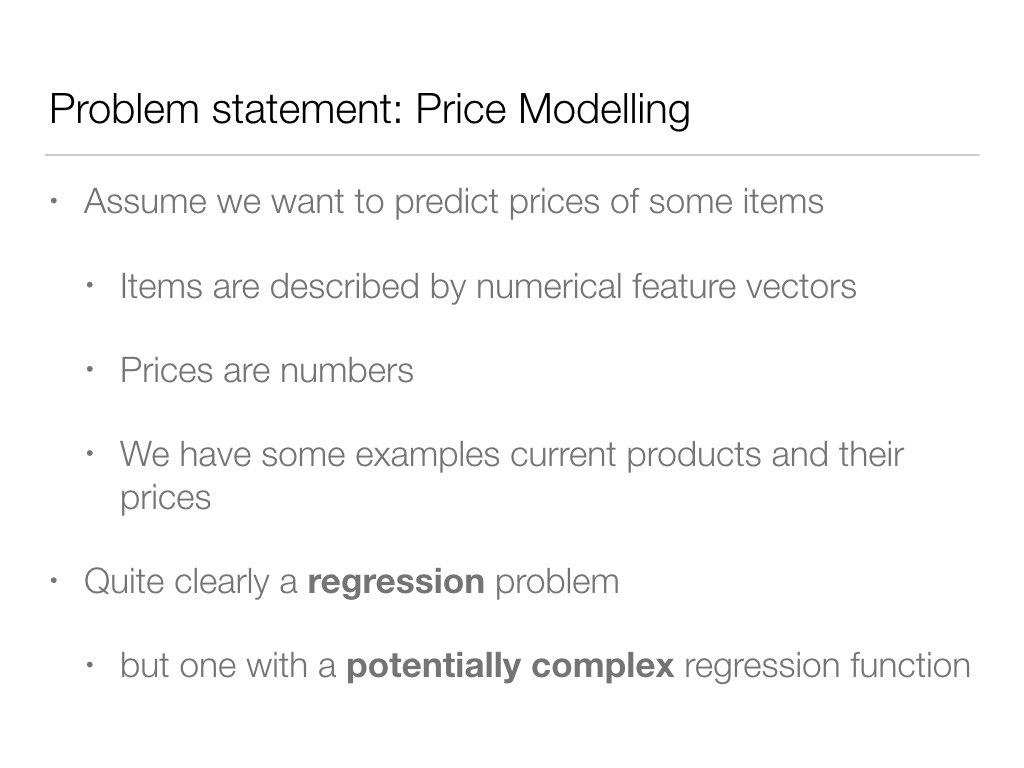 Problem statement: Price Modelling
• Assume we want to predict prices of some items
• Items are described by numerical feature vectors
• Prices are numbers
• We have some examples current products and their
prices
• Quite clearly a regression problem
• but one with a potentially complex regression function